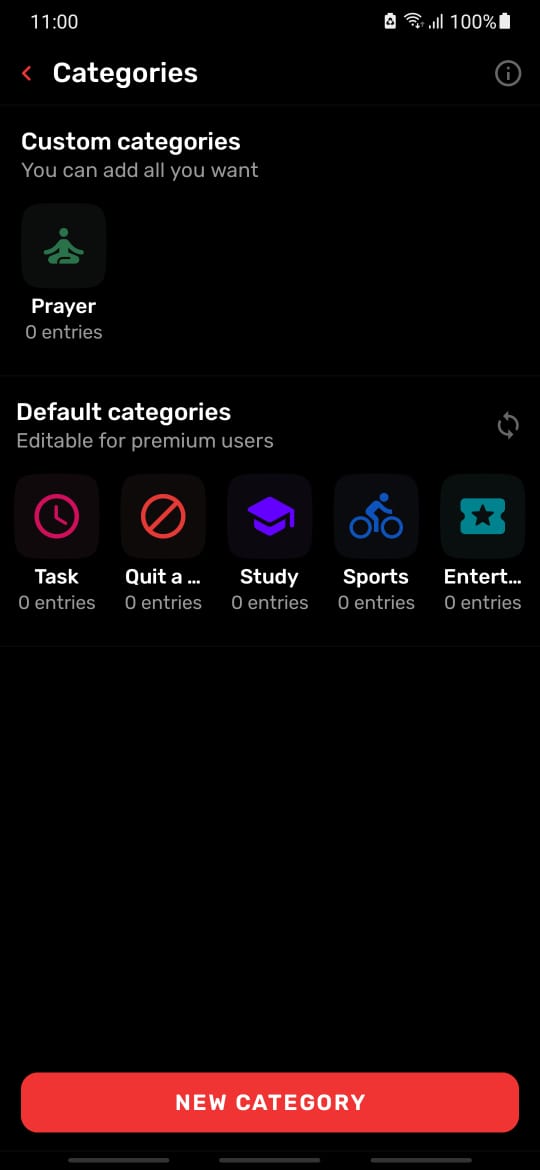 11:00 100%
Categories
Custom categories
You can add all you want
Prayer
0 entries
Default categories
Editable for premium users
Task Quit a ... Study Sports Entert...
0 entries 0 entries 0 entries 0 entries 0 entries
NEW CATEGORY